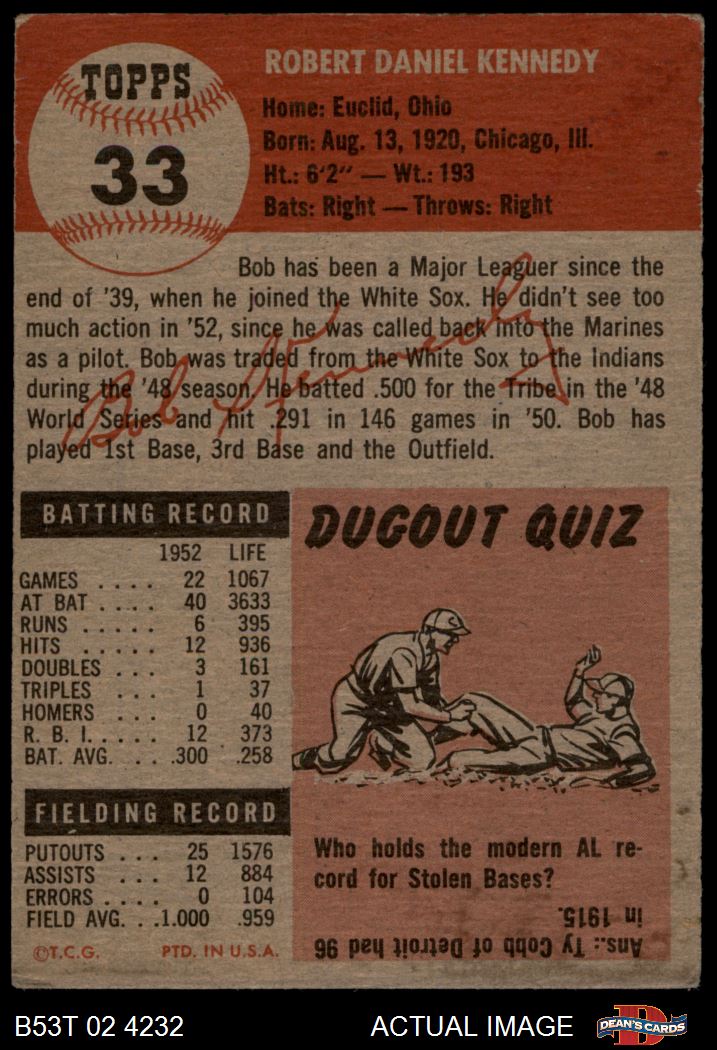 TOPPS
33
ROBERT DANIEL KENNEDY
Home: Euclid, Ohio
Born: Aug. 13, 1920, Chicago, Ill.
Ht.: 6'2" — Wt.: 193
Bats: Right — Throws: Right
Bob has been a Major Leaguer since the
end of '39, when he joined the White Sox. He didn't see too
much action in '52, since he was called back into the Marines
as a pilot. Bob was traded from the White Sox to the Indians
during the '48 season. He batted .500 for the Tribe in the '48
World Series and hit .291 in 146 games in '50. Bob has
played 1st Base, 3rd Base and the Outfield.
Bob Kennedy
BATTING RECORD
1952 LIFE
GAMES .... 22 1067
AT BAT .... 40 3633
RUNS ..... 6 395
HITS ..... 12 936
DOUBLES ... 3 161
TRIPLES ... 1 37
HOMERS ... 0 40
R. B. I. .... 12 373
BAT. AVG. . .300 .258
FIELDING RECORD
PUTOUTS ... 25 1576
ASSISTS ... 12 884
ERRORS .... 0 104
FIELD AVG. . .1.000 .959
©T.C.G. PTD. IN U.S.A.
DUGOUT QUIZ
C
Who holds the modern AL re-
cord for Stolen Bases?
Ans.: Ty Cobb of Detroit had 96
in 1915.
B53T 02 4232
ACTUAL IMAGE
D
DEAN'S CARDS